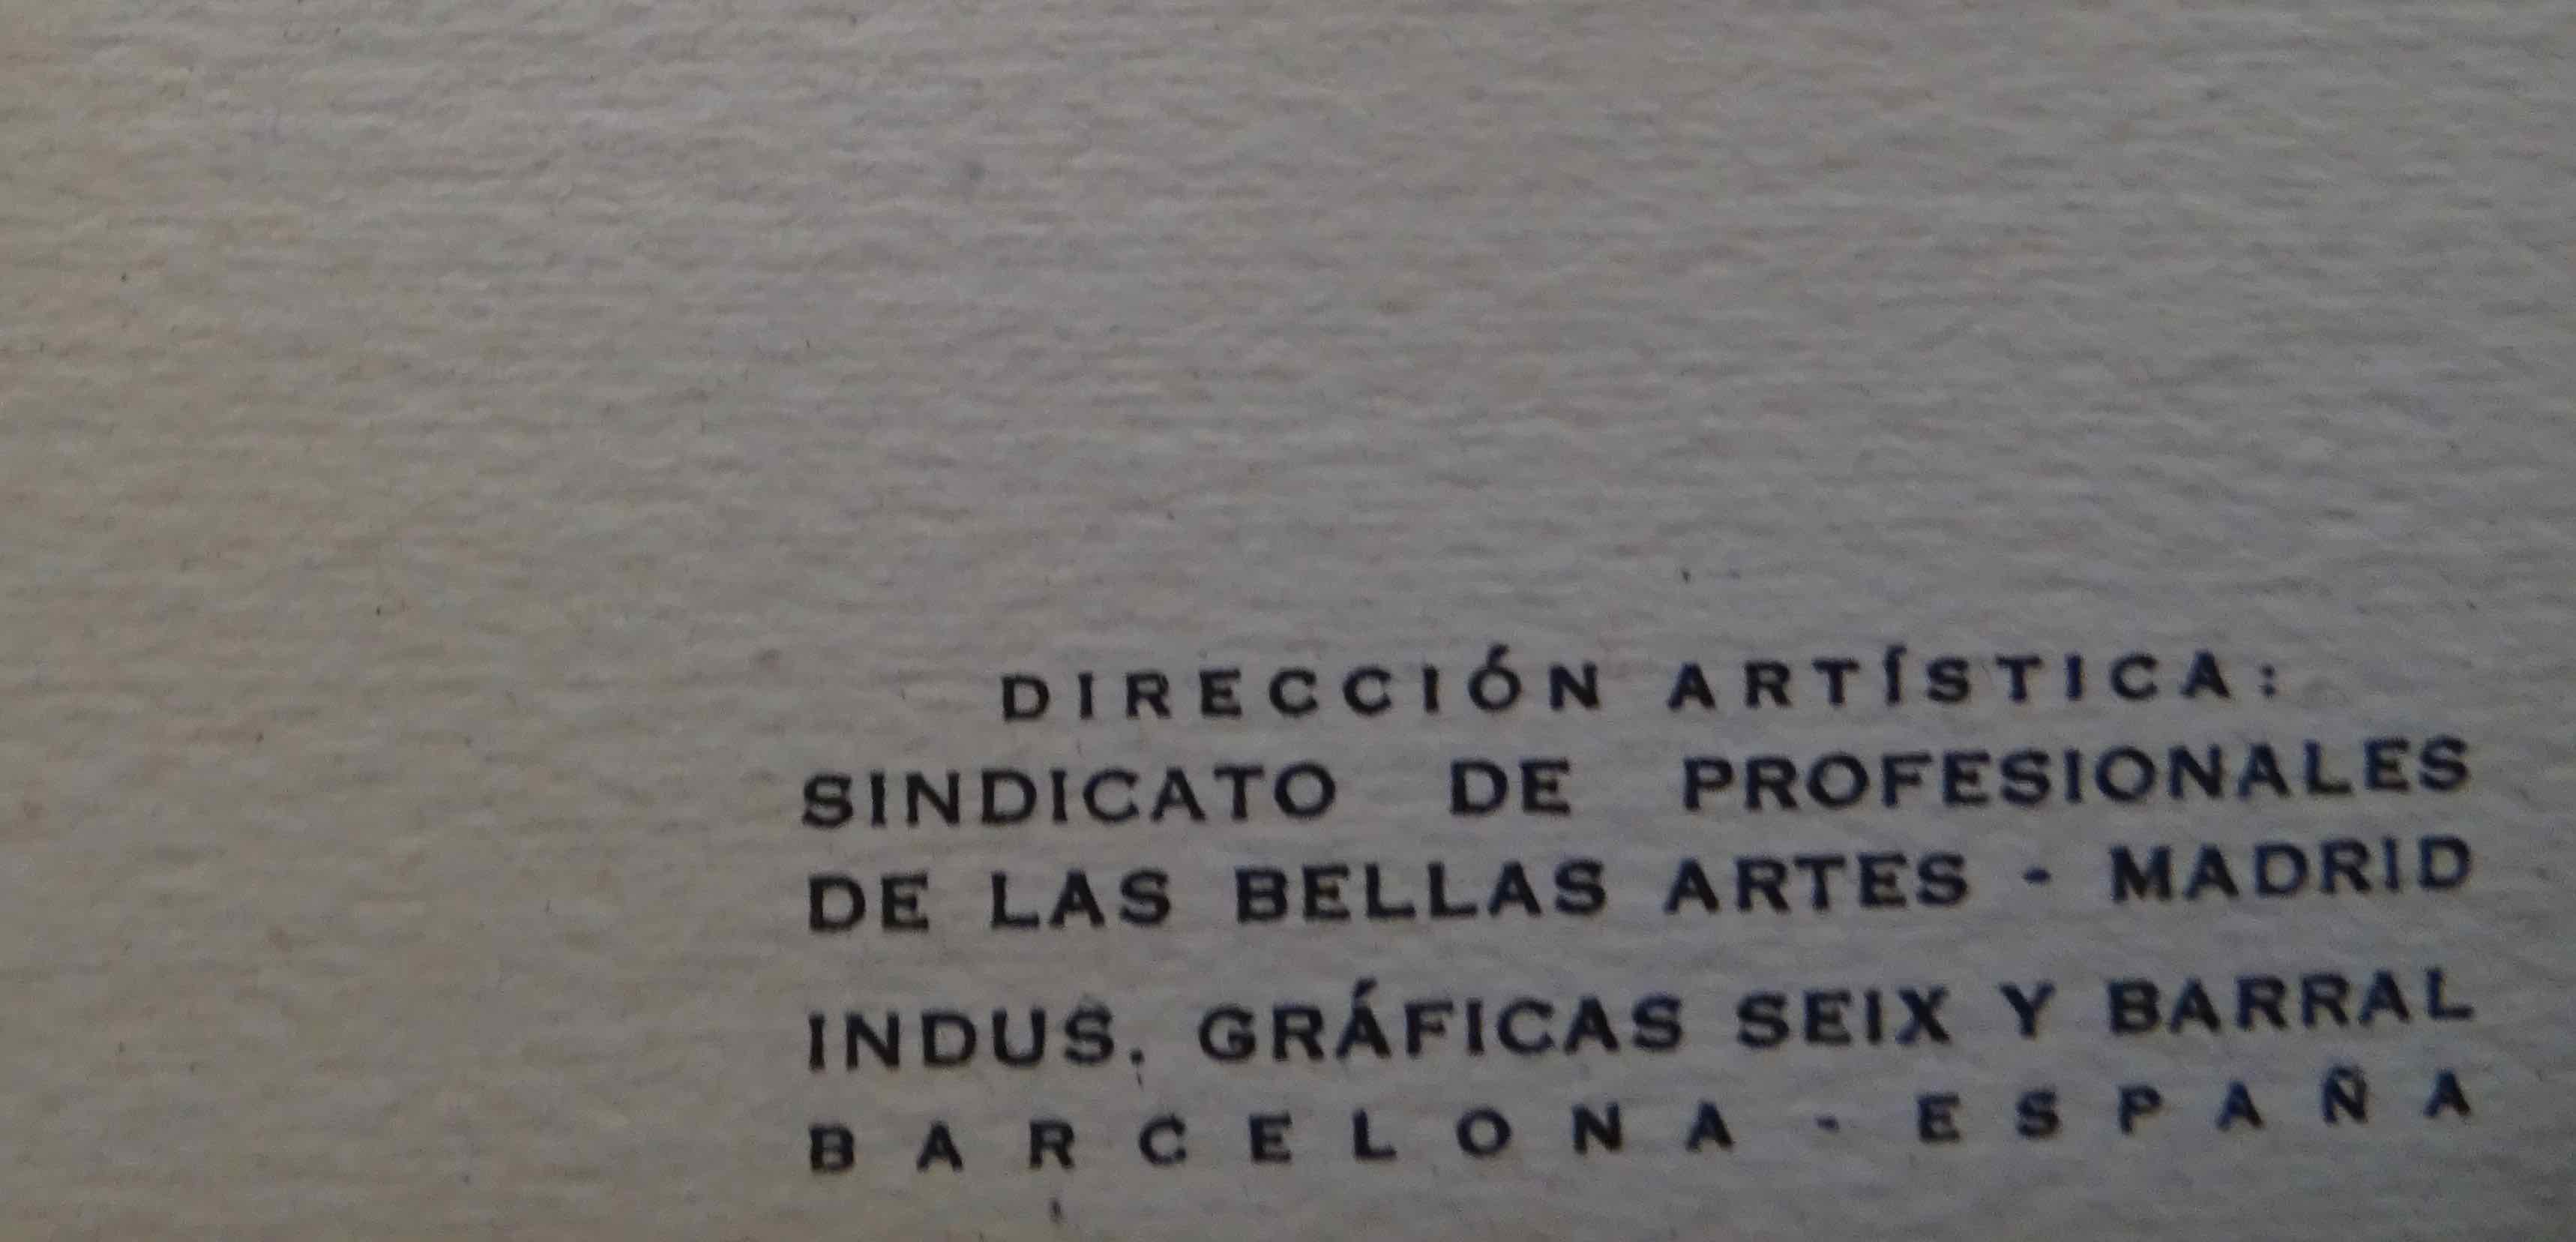 DIRECCIÓN ARTÍSTICA:
SINDICATO DE PROFESIONALES
DE LAS BELLAS ARTES - MADRID
INDUS. GRÁFICAS SEIX Y BARRAL
BARCELONA - ESPAÑA